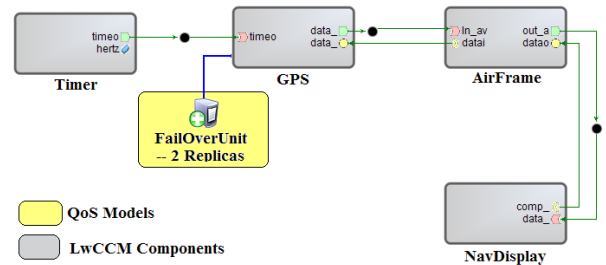 timeo
hertz
Timer
timeo
data_
data_
GPS
In_av
datai
out_a
datao
AirFrame
FailOverUnit
-- 2 Replicas
QoS Models
LwCCM Components
comp_
data_
NavDisplay